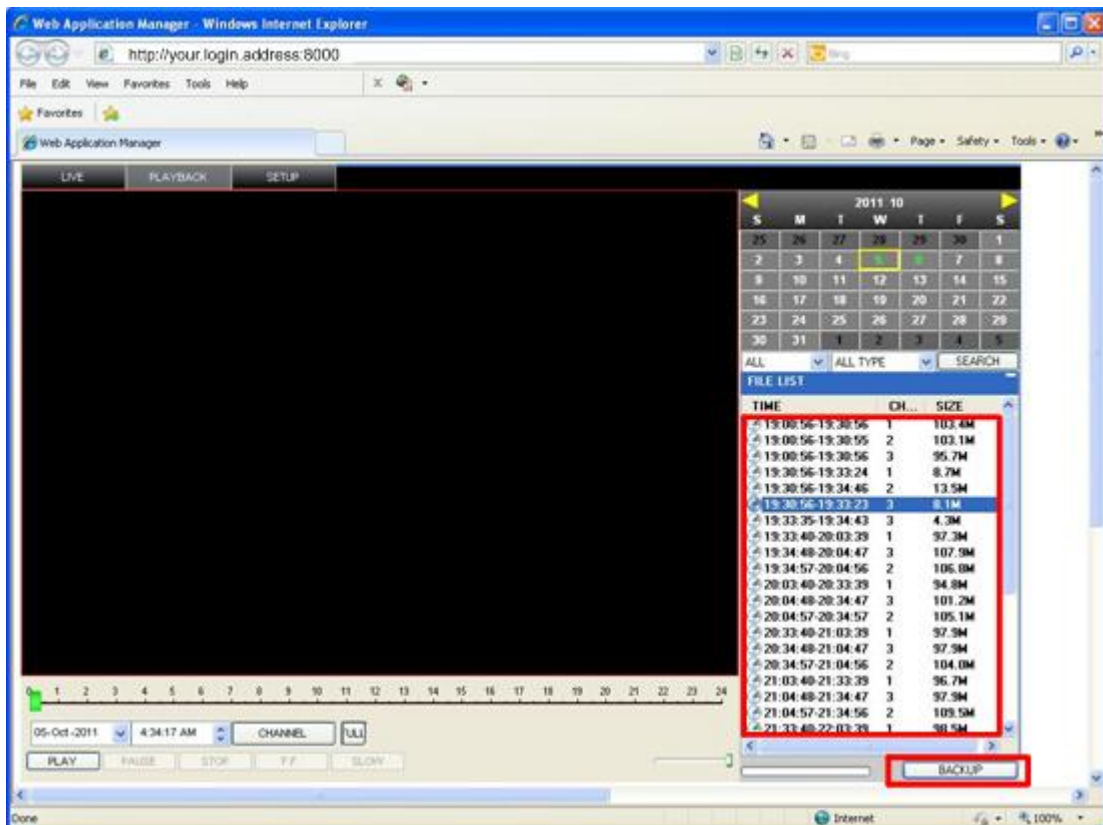 Web Application Manager - Windows Internet Explorer
http://your.login.address:8000
Bing
File Edit View Favorites Tools Help
Favorites
Web Application Manager
Page Safety Tools
LIVE PLAYBACK SETUP
2011 10
S M T W T F S
25 26 27 28 29 30 1
2 3 4 5 6 7 8
9 10 11 12 13 14 15
16 17 18 19 20 21 22
23 24 25 26 27 28 29
30 31 1 2 3 4 5
ALL ALL TYPE SEARCH
FILE LIST
TIME CH... SIZE
19:00:56-19:30:56 1 103.4M
19:00:56-19:30:55 2 103.1M
19:00:56-19:30:56 3 95.7M
19:30:56-19:33:24 1 8.7M
19:30:56-19:34:46 2 13.5M
19:30:56-19:33:23 3 8.1M
19:33:35-19:34:43 3 4.3M
19:33:40-20:03:39 1 97.3M
19:34:48-20:04:47 3 107.9M
19:34:57-20:04:56 2 106.8M
20:03:40-20:33:39 1 94.8M
20:04:48-20:34:47 3 101.2M
20:04:57-20:34:57 2 105.1M
20:33:40-21:03:39 1 97.9M
20:34:48-21:04:47 3 97.9M
20:34:57-21:04:56 2 104.0M
21:03:40-21:33:39 1 96.7M
21:04:48-21:34:47 3 97.9M
21:04:57-21:34:56 2 109.5M
21:33:40-22:03:39 1 98.5M
0 1 2 3 4 5 6 7 8 9 10 11 12 13 14 15 16 17 18 19 20 21 22 23 24
05-Oct-2011 4:34:17 AM CHANNEL
PLAY PAUSE STOP F.F SLOW
BACKUP
Done Internet 100%